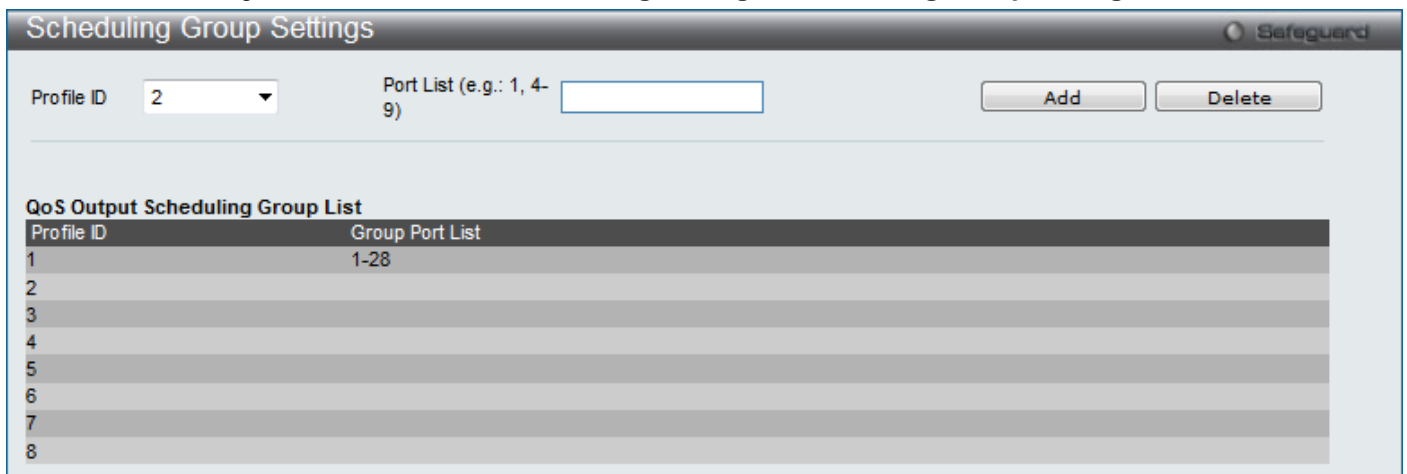 Scheduling Group Settings
Safeguard
Profile ID 2 Port List (e.g.: 1, 4-
9) Add Delete
QoS Output Scheduling Group List
Profile ID Group Port List
1 1-28
2
3
4
5
6
7
8